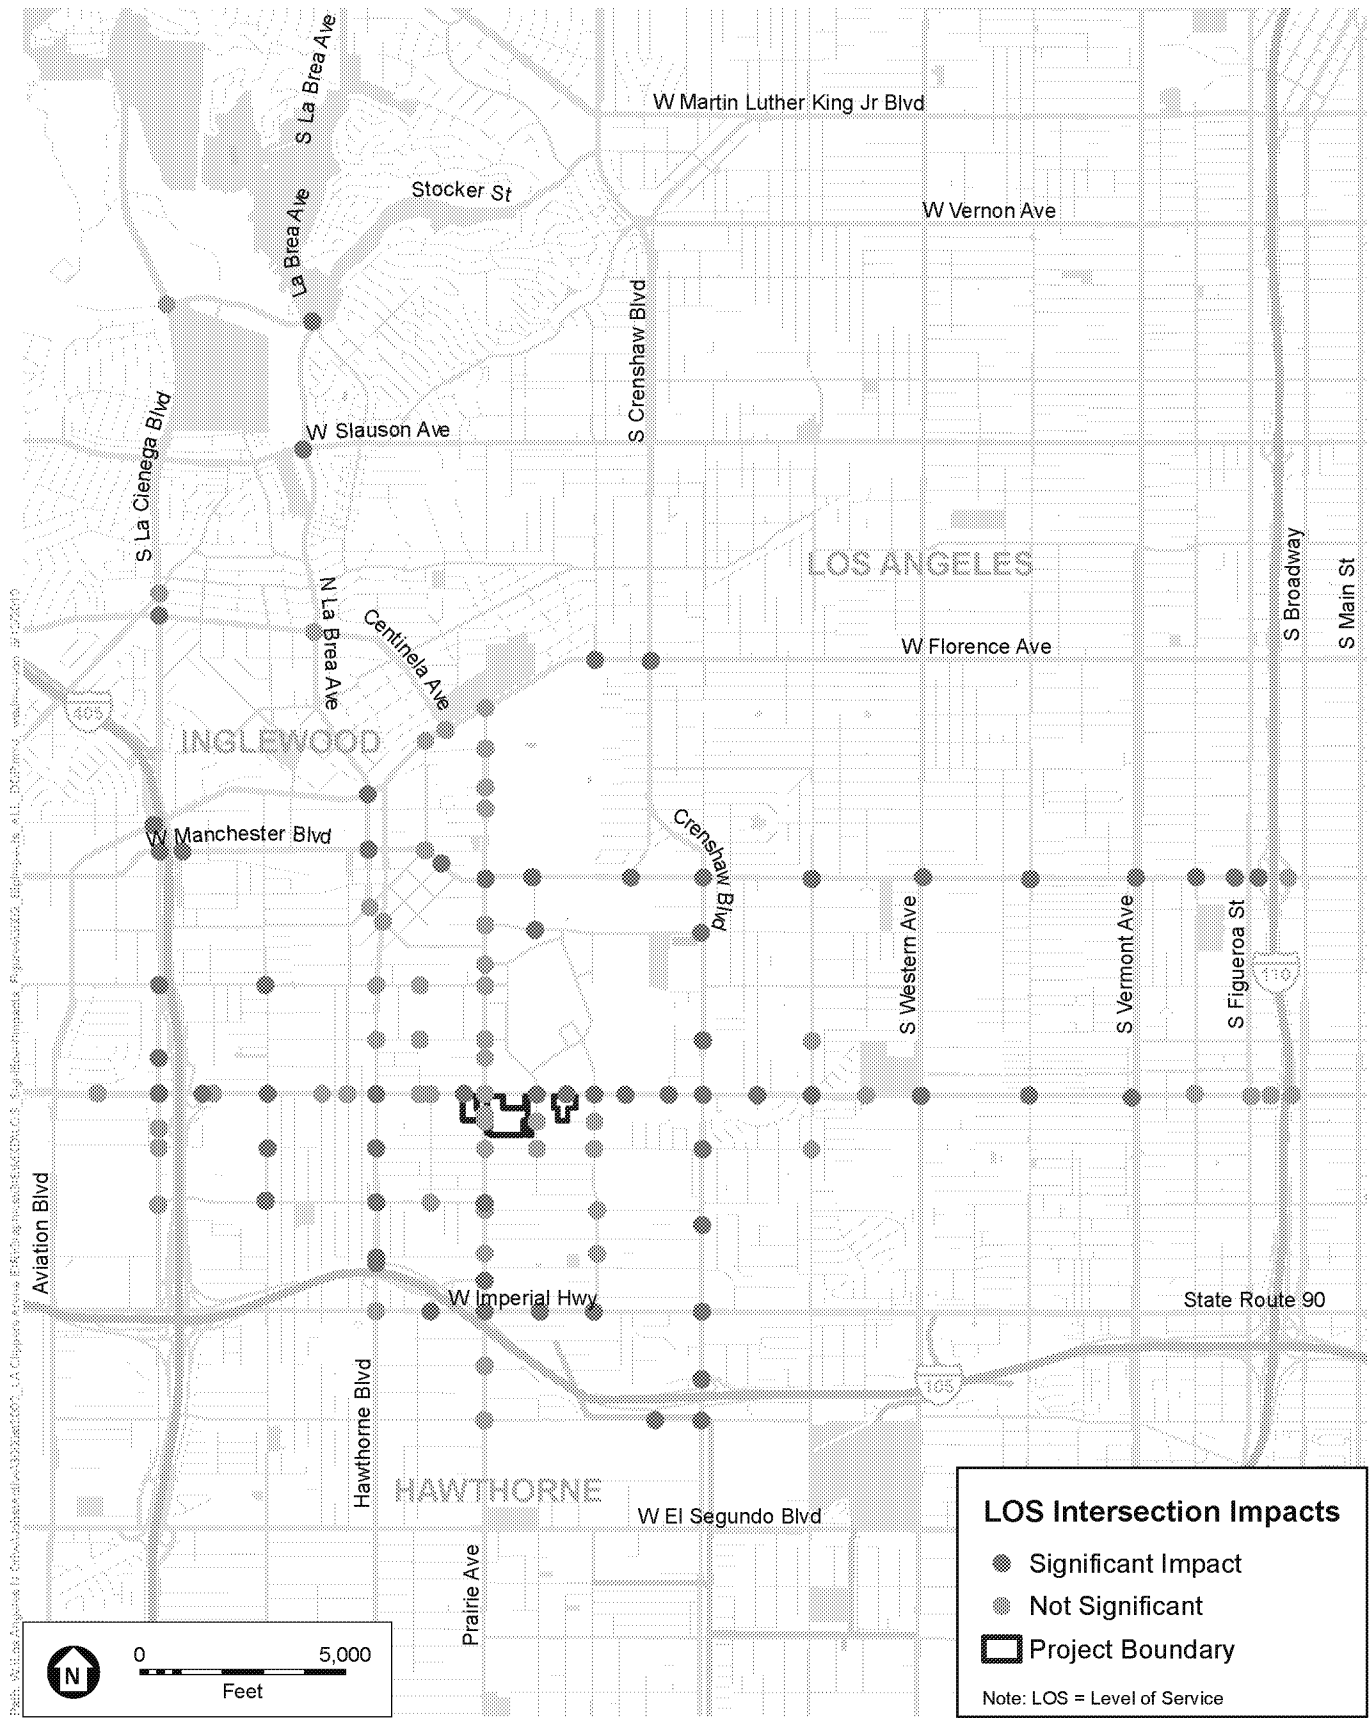 S La Brea Ave
W Martin Luther King Jr Blvd
Stocker St
La Brea Ave
W Vernon Ave
S Crenshaw Blvd
S La Cienega Blvd
W Slauson Ave
LOS ANGELES
S Broadway
S Main St
N La Brea Ave
Centinela Ave
W Florence Ave
405
INGLEWOOD
W Manchester Blvd
Crenshaw Blvd
S Western Ave
S Vermont Ave
S Figueroa St
110
Aviation Blvd
W Imperial Hwy
State Route 90
Hawthorne Blvd
105
HAWTHORNE
W El Segundo Blvd
Prairie Ave
LOS Intersection Impacts
Significant Impact
Not Significant
Project Boundary
Note: LOS = Level of Service
N
0 5,000
Feet